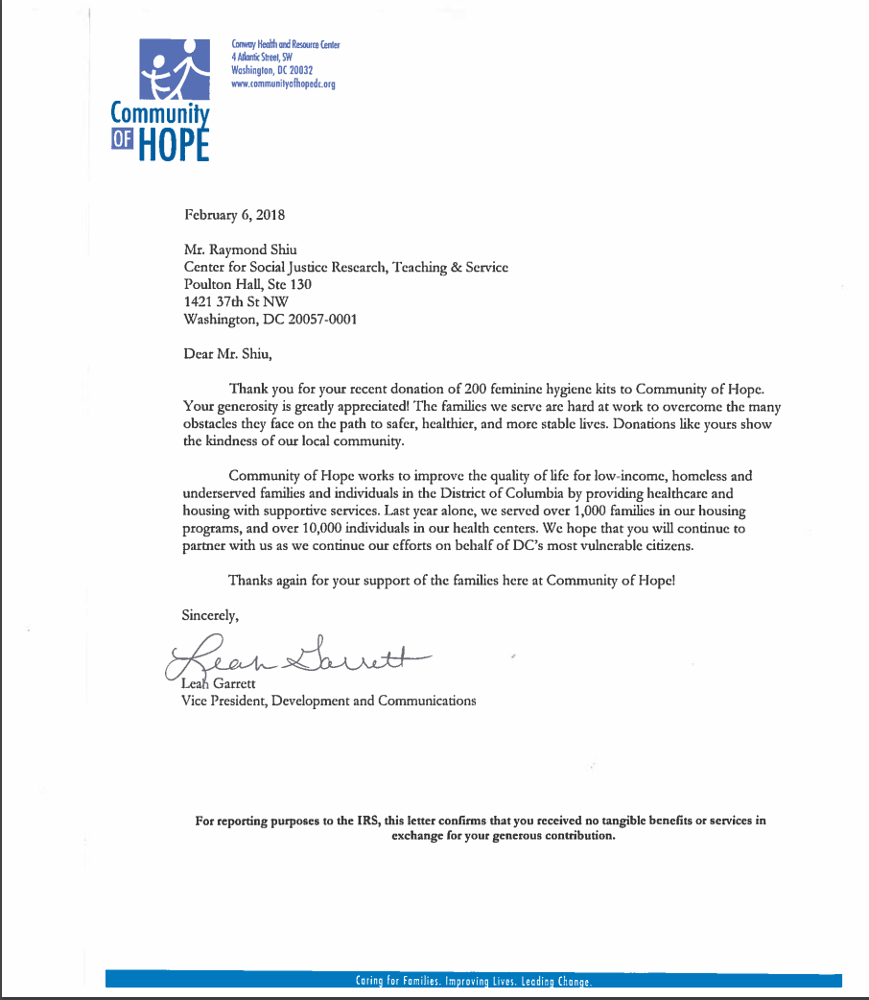 Conway Health and Resource Center
4 Atlantic Street, SW
Washington, DC 20032
www.communityofhopedc.org
Community
OF HOPE
February 6, 2018
Mr. Raymond Shiu
Center for Social Justice Research, Teaching & Service
Poulton Hall, Ste 130
1421 37th St NW
Washington, DC 20057-0001
Dear Mr. Shiu,
Thank you for your recent donation of 200 feminine hygiene kits to Community of Hope.
Your generosity is greatly appreciated! The families we serve are hard at work to overcome the many
obstacles they face on the path to safer, healthier, and more stable lives. Donations like yours show
the kindness of our local community.
Community of Hope works to improve the quality of life for low-income, homeless and
underserved families and individuals in the District of Columbia by providing healthcare and
housing with supportive services. Last year alone, we served over 1,000 families in our housing
programs, and over 10,000 individuals in our health centers. We hope that you will continue to
partner with us as we continue our efforts on behalf of DC's most vulnerable citizens.
Thanks again for your support of the families here at Community of Hope!
Sincerely,
Leah Garrett
Leah Garrett
Vice President, Development and Communications
For reporting purposes to the IRS, this letter confirms that you received no tangible benefits or services in
exchange for your generous contribution.
Caring for Families. Improving Lives. Leading Change.